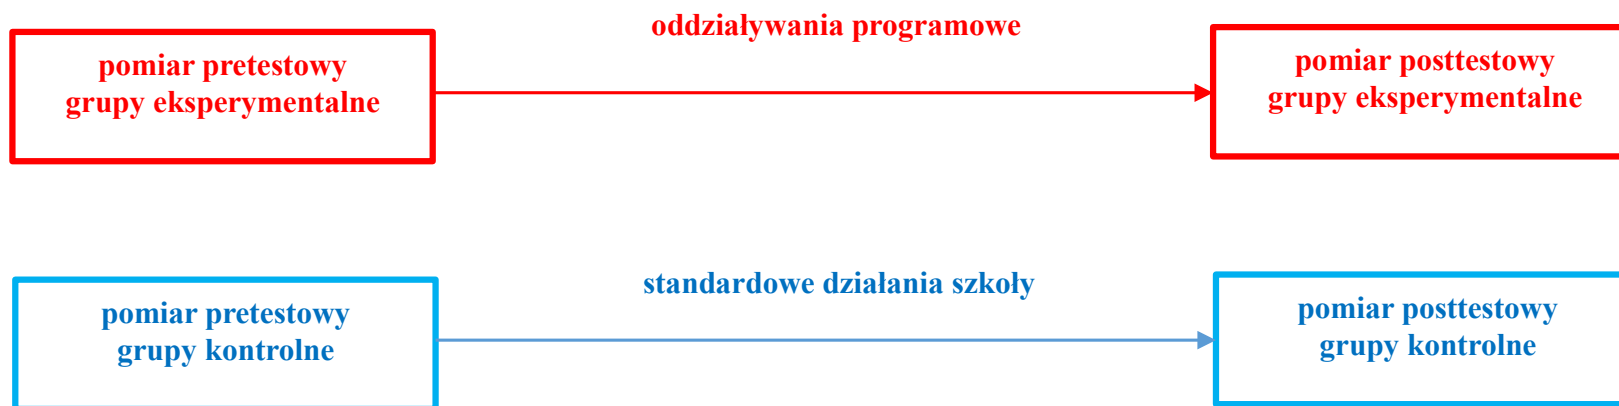 oddziaływania programowe
pomiar pretestowy
grupy eksperymentalne
pomiar posttestowy
grupy eksperymentalne
standardowe działania szkoły
pomiar pretestowy
grupy kontrolne
pomiar posttestowy
grupy kontrolne